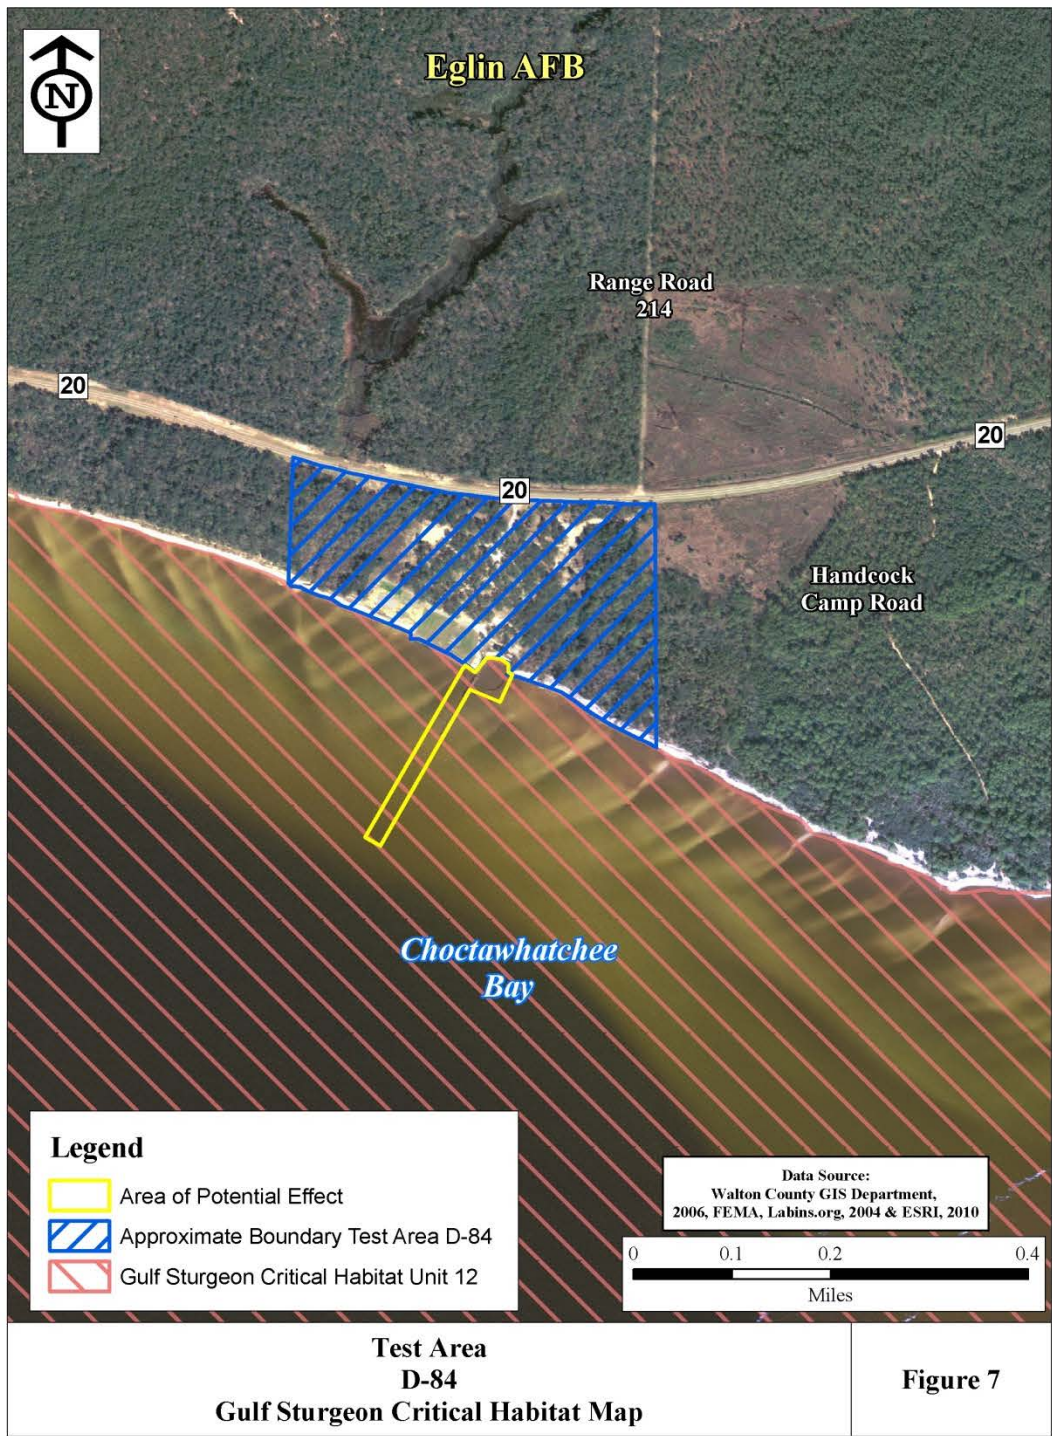 N
Eglin AFB
Range Road
214
20
20
20
Handcock
Camp Road
Choctawhatchee
Bay
Legend
Area of Potential Effect
Approximate Boundary Test Area D-84
Gulf Sturgeon Critical Habitat Unit 12
Data Source:
Walton County GIS Department,
2006, FEMA, Labins.org, 2004 & ESRI, 2010
0 0.1 0.2 0.4
Miles
Test Area
D-84
Gulf Sturgeon Critical Habitat Map
Figure 7